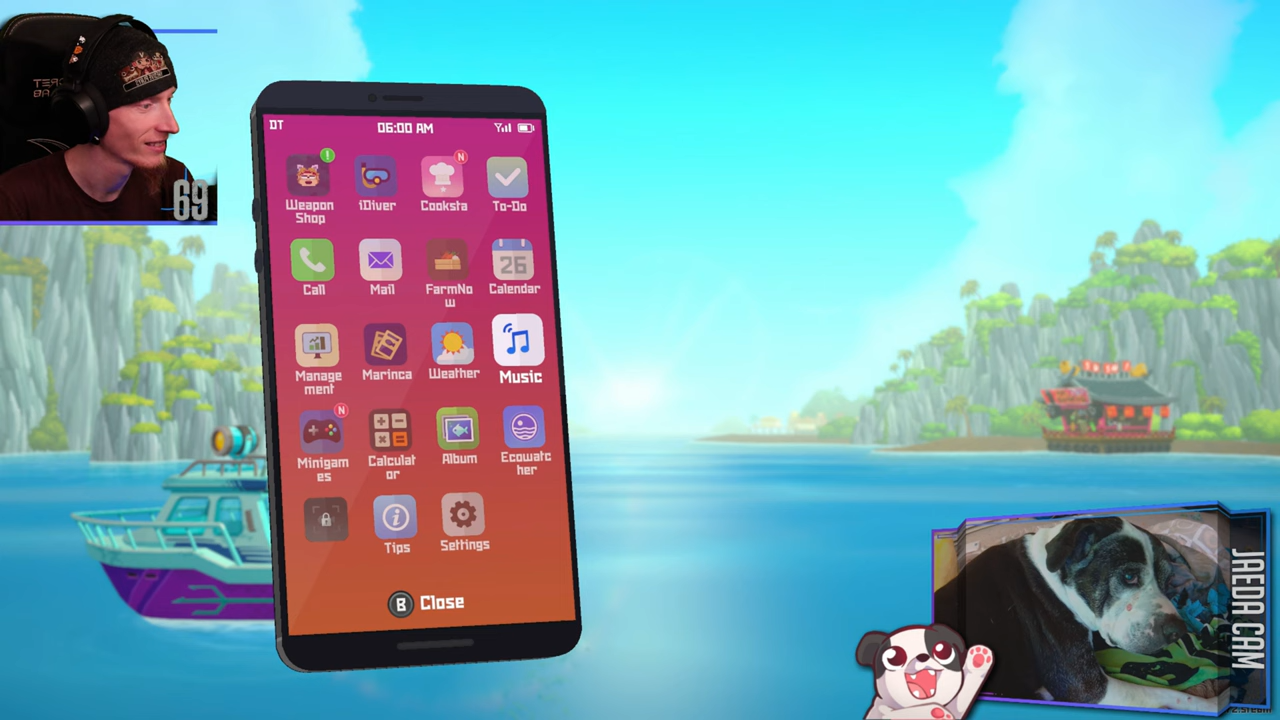 DT
06:00 AM
Weapon
Shop
iDiver
Cooksta
To-Do
Call
Mail
FarmNo
w
Calendar
26
Manage
ment
Marinca
Weather
Music
Minigam
es
Calculat
or
Album
Ecowatc
her
Tips
Settings
B Close
69
N
N
JAEDA CAM